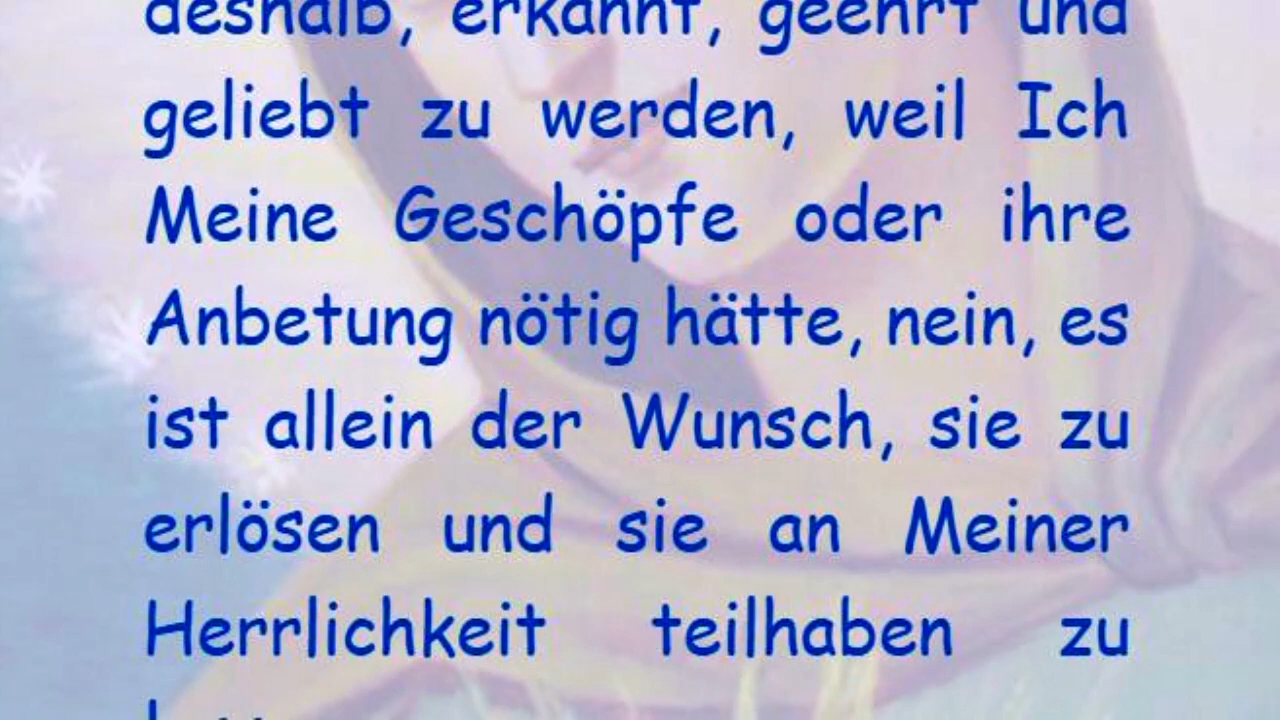 deshalb, erkannt, geehrt und
geliebt zu werden, weil Ich
Meine Geschöpfe oder ihre
Anbetung nötig hätte, nein, es
ist allein der Wunsch, sie zu
erlösen und sie an Meiner
Herrlichkeit teilhaben zu